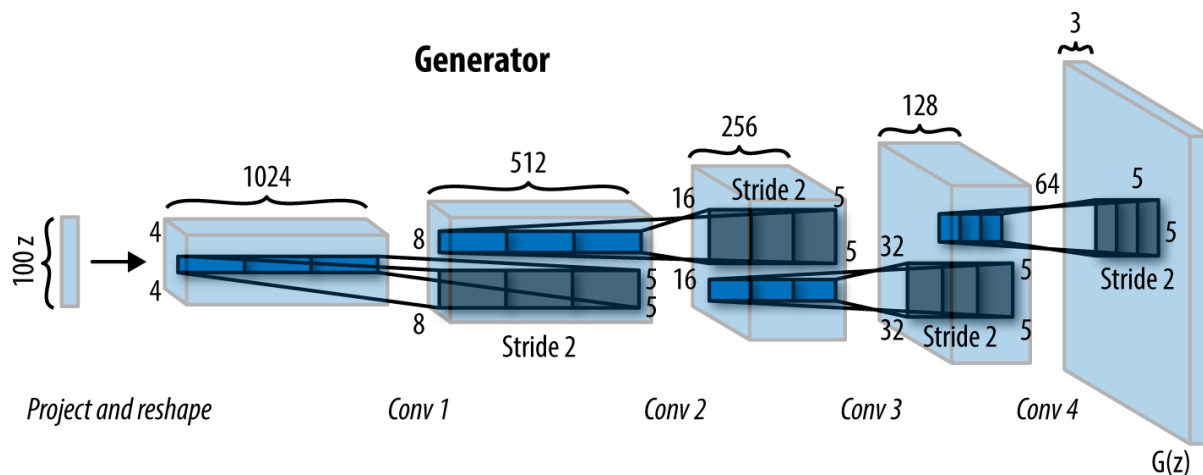 Generator
100 z
Project and reshape
1024
4
4
Conv 1
512
8
8
5
5
Stride 2
Conv 2
256
16
16
Stride 2
5
5
Conv 3
128
32
32
5
5
Stride 2
Conv 4
3
64
5
5
Stride 2
G(z)